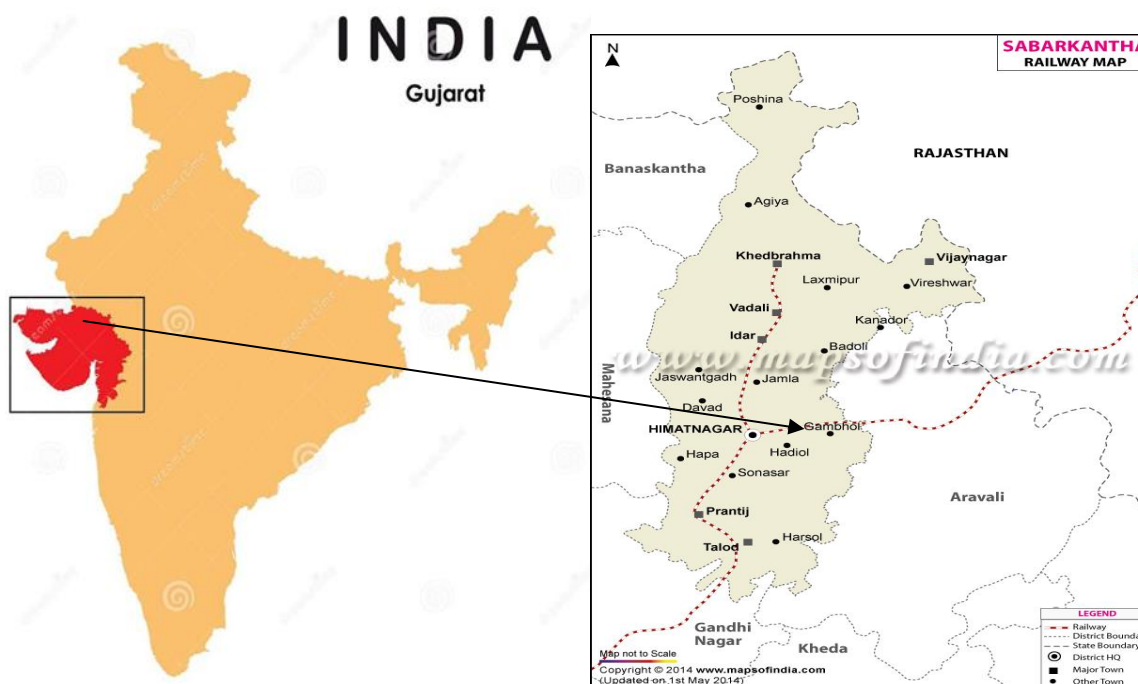 INDIA
Gujarat
N
SABARKANTHA
RAILWAY MAP
Poshina
RAJASTHAN
Banaskantha
Agiya
Khedbrahma
Vijaynagar
Laxmipur
Vireshwar
Vadali
Kanador
Idar
Badoli
www.mapsofindia.com
Mahesana
Jaswantgadh
Jamla
Davad
HIMATNAGAR
Gambhoi
Hapa
Hadiol
Sonasar
Aravali
Prantij
Talod
Harsol
Gandhi
Nagar
Kheda
Map not to Scale
Copyright © 2014 www.mapsofindia.com
(Updated on 1st May 2014)
LEGEND
Railway
District Bounda
State Boundary
District HQ
Major Town
Other Town